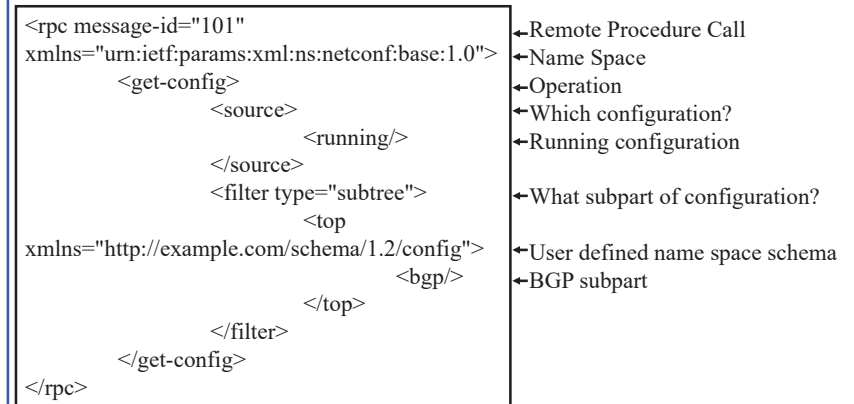 <rpc message-id="101" ←Remote Procedure Call
xmlns="urn:ietf:params:xml:ns:netconf:base:1.0"> ←Name Space
<get-config> ←Operation
<source> ←Which configuration?
<running/> ←Running configuration
</source>
<filter type="subtree"> ←What subpart of configuration?
<top
xmlns="http://example.com/schema/1.2/config"> ←User defined name space schema
<bgp/> ←BGP subpart
</top>
</filter>
</get-config>
</rpc>